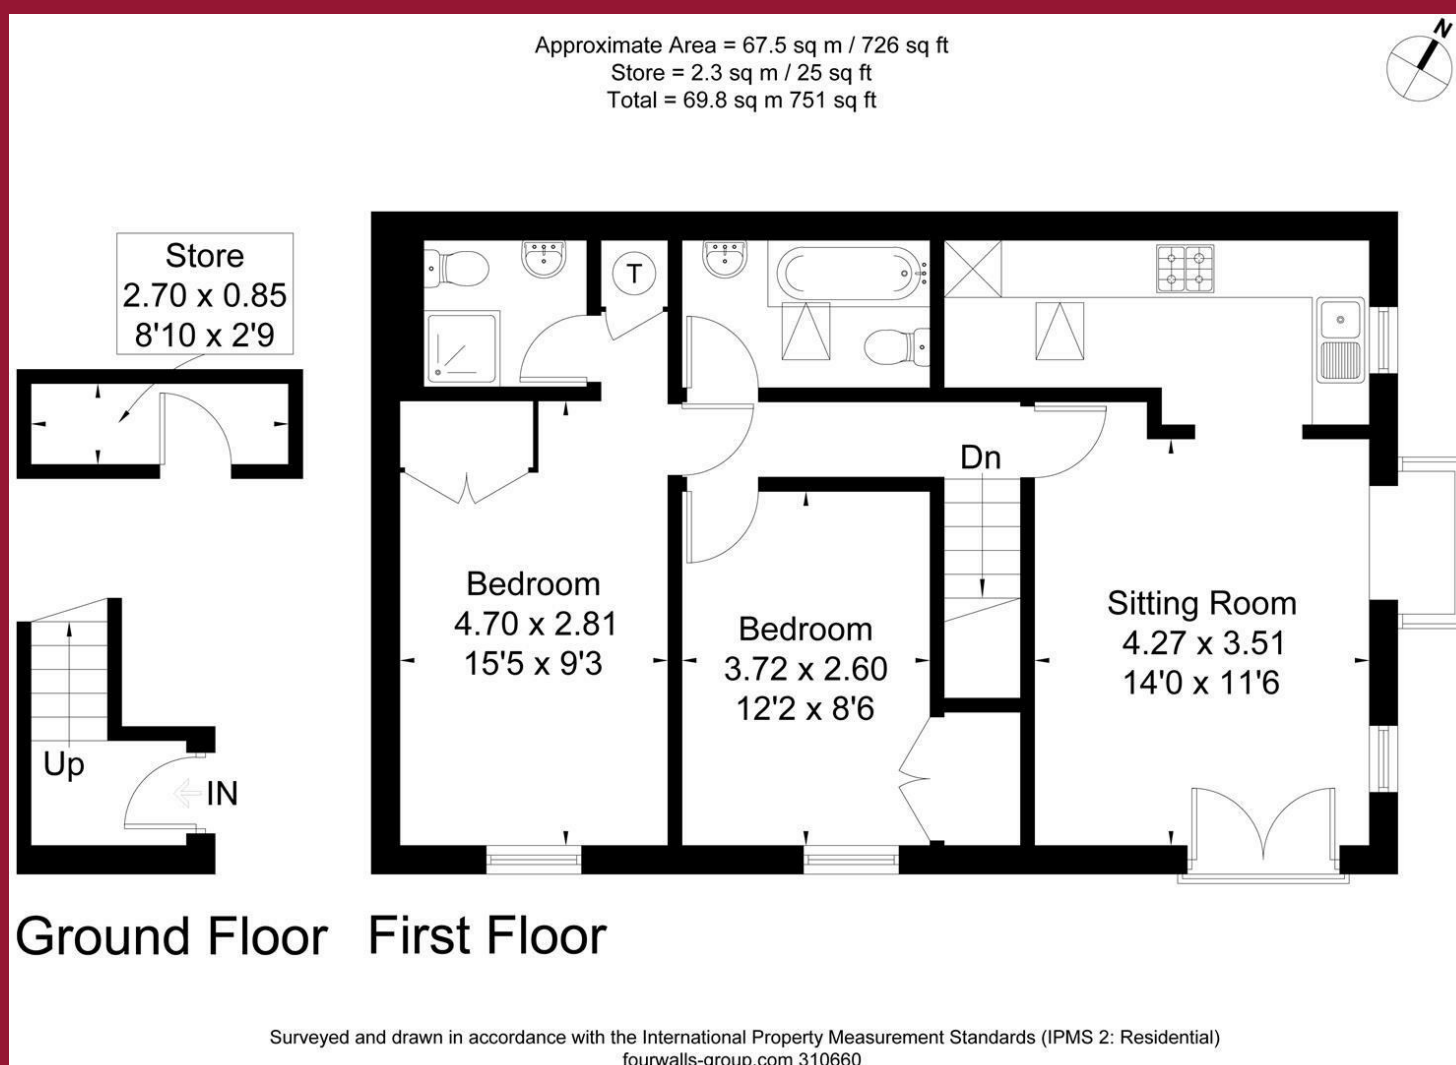 Approximate Area = 67.5 sq m / 726 sq ft
Store = 2.3 sq m / 25 sq ft
Total = 69.8 sq m 751 sq ft
N
Store
2.70 x 0.85
8'10 x 2'9
T
Dn
Bedroom
4.70 x 2.81
15'5 x 9'3
Bedroom
3.72 x 2.60
12'2 x 8'6
Sitting Room
4.27 x 3.51
14'0 x 11'6
Up
IN
Ground Floor
First Floor
Surveyed and drawn in accordance with the International Property Measurement Standards (IPMS 2: Residential)
fourwalls-group.com 310660